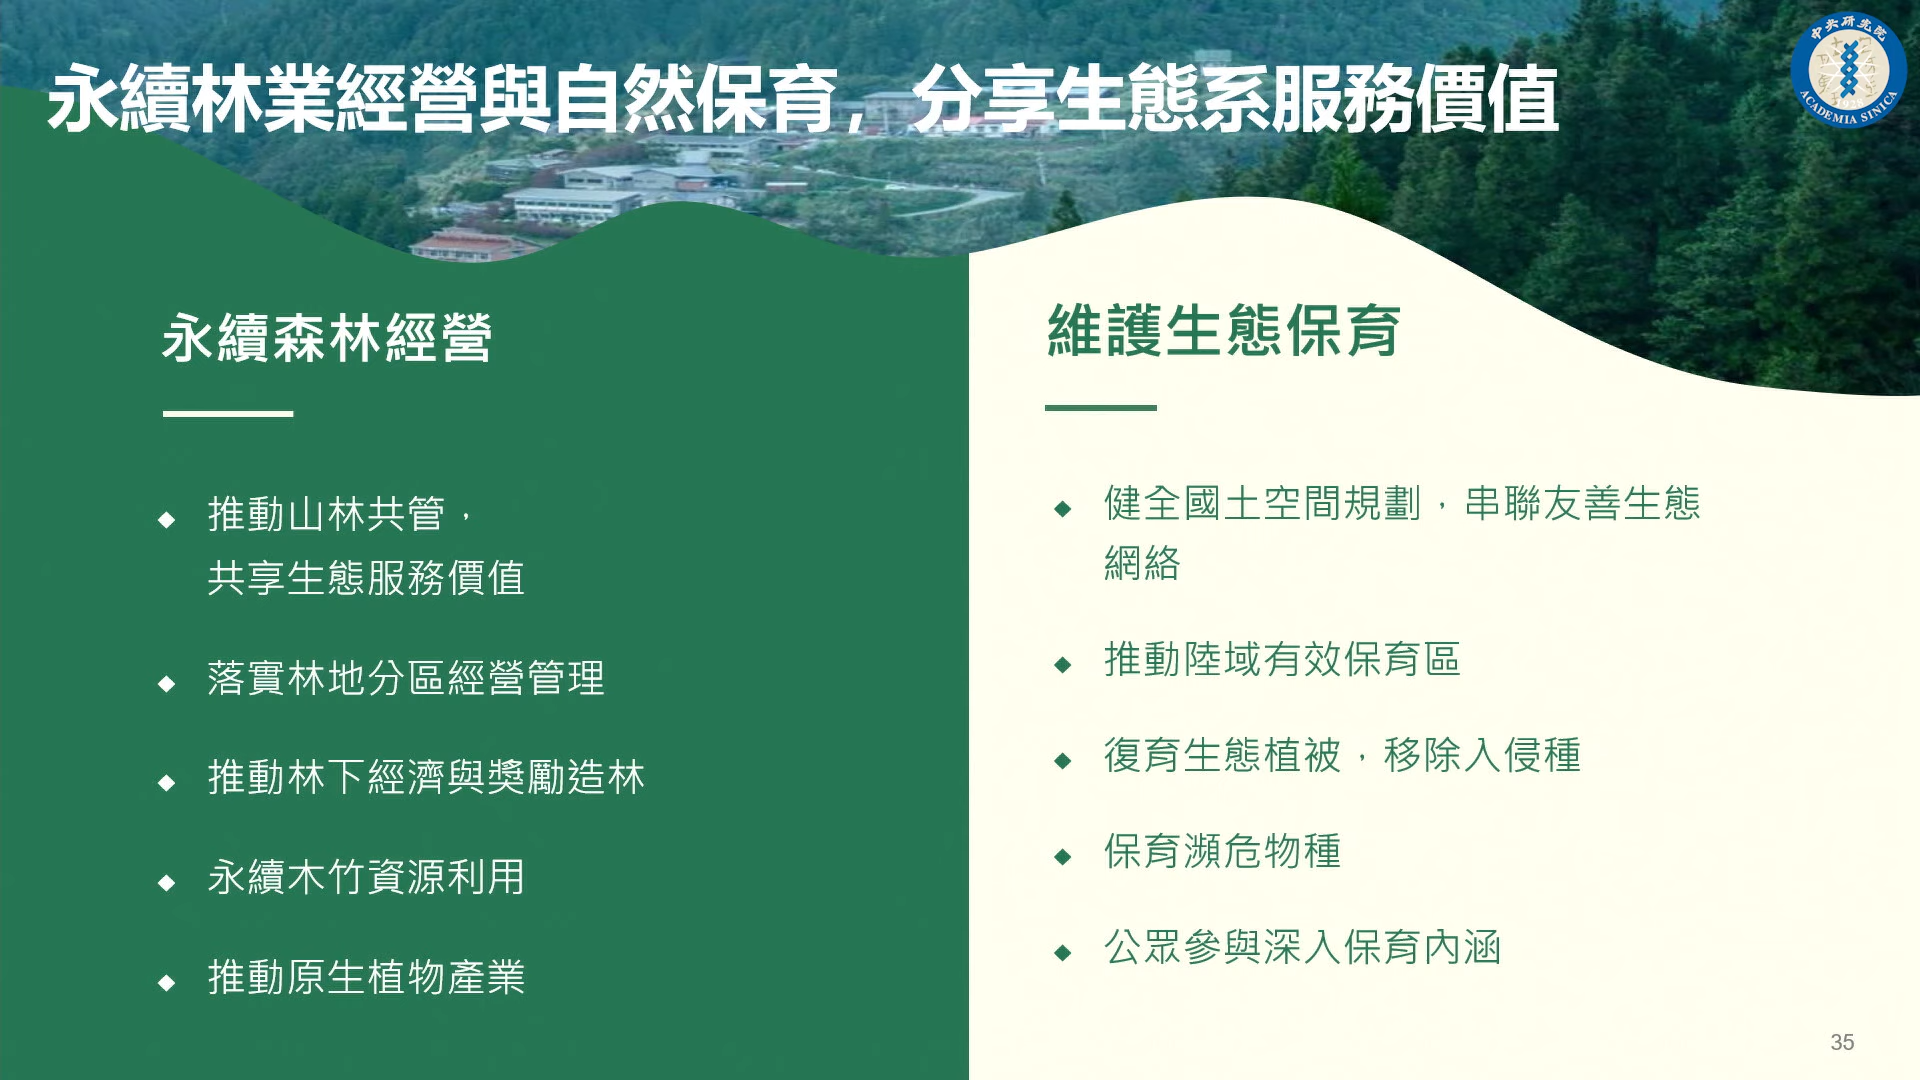 永續林業經營與自然保育，分享生態系服務價值
中央研究院
ACADEMIA SINICA
永續森林經營
◆ 推動山林共管，
共享生態服務價值
◆ 落實林地分區經營管理
◆ 推動林下經濟與獎勵造林
◆ 永續木竹資源利用
◆ 推動原生植物產業
維護生態保育
◆ 健全國土空間規劃，串聯友善生態
網絡
◆ 推動陸域有效保育區
◆ 復育生態植被，移除入侵種
◆ 保育瀕危物種
◆ 公眾參與深入保育內涵
35